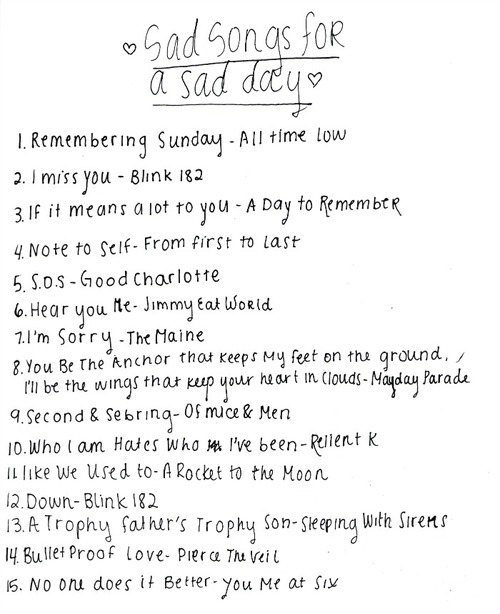 Sad Songs for
a sad day
1. Remembering Sunday - All time low
2. I miss you - Blink 182
3. If it means a lot to you - A Day to Remember
4. Note to Self - From first to Last
5. S.O.S - Good Charlotte
6. Hear you Me - Jimmy Eat World
7. I'm Sorry - The Maine
8. You Be The Anchor that keeps My feet on the ground, /
I'll be the wings that keep your heart in Clouds - Mayday Parade
9. Second & Sebring - Of mice & Men
10. Who I am Hates Who I've been - Relient K
11. like We Used to - A Rocket to the Moon
12. Down - Blink 182
13. A Trophy father's Trophy Son - Sleeping With Sirens
14. Bullet Proof Love - Pierce The Veil
15. No one does it Better - You Me at Six